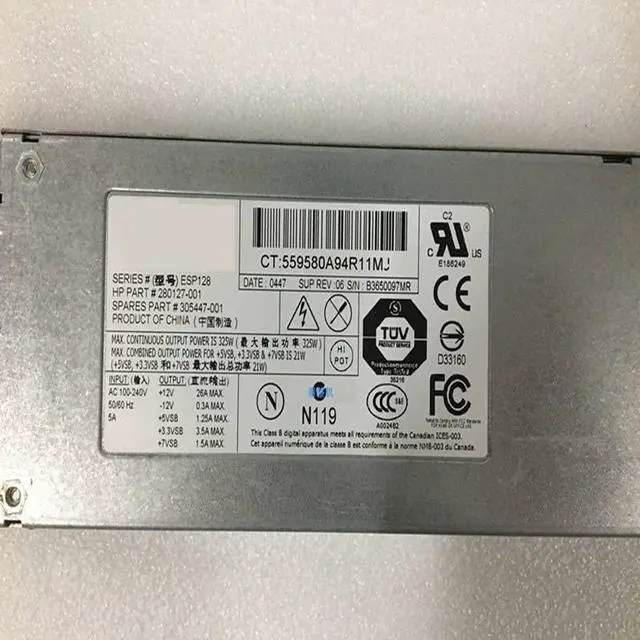 CT:559580A94R11MJ
DATE : 0447 SUP REV :06 S/N : B3650097MR
SERIES # (型号) ESP128
HP PART # 280127-001
SPARES PART # 305447-001
PRODUCT OF CHINA (中国制造)
C2
C US
E186249
MAX. CONTINUOUS OUTPUT POWER IS 325W (最大输出功率 325W)
MAX. COMBINED OUTPUT POWER FOR +5VSB, +3.3VSB & +7VSB IS 21W
(+5VSB, +3.3VSB 和 +7VSB 最大输出功率 21W)
HI
POT
TÜV
PRODUCT SERVICE
36216
CE
D33160
INPUT: (输入)
AC 100-240V
50/60 Hz
5A
OUTPUT: (直流输出)
+12V 26A MAX.
-12V 0.3A MAX.
+5VSB 1.25A MAX.
+3.3VSB 3.5A MAX.
+7VSB 1.5A MAX.
N
N119
CCC
A002482
FC
This Class B digital apparatus meets all requirements of the Canadian ICES-003.
Cet appareil numérique de la classe B est conforme à la norme NMB-003 du Canada.